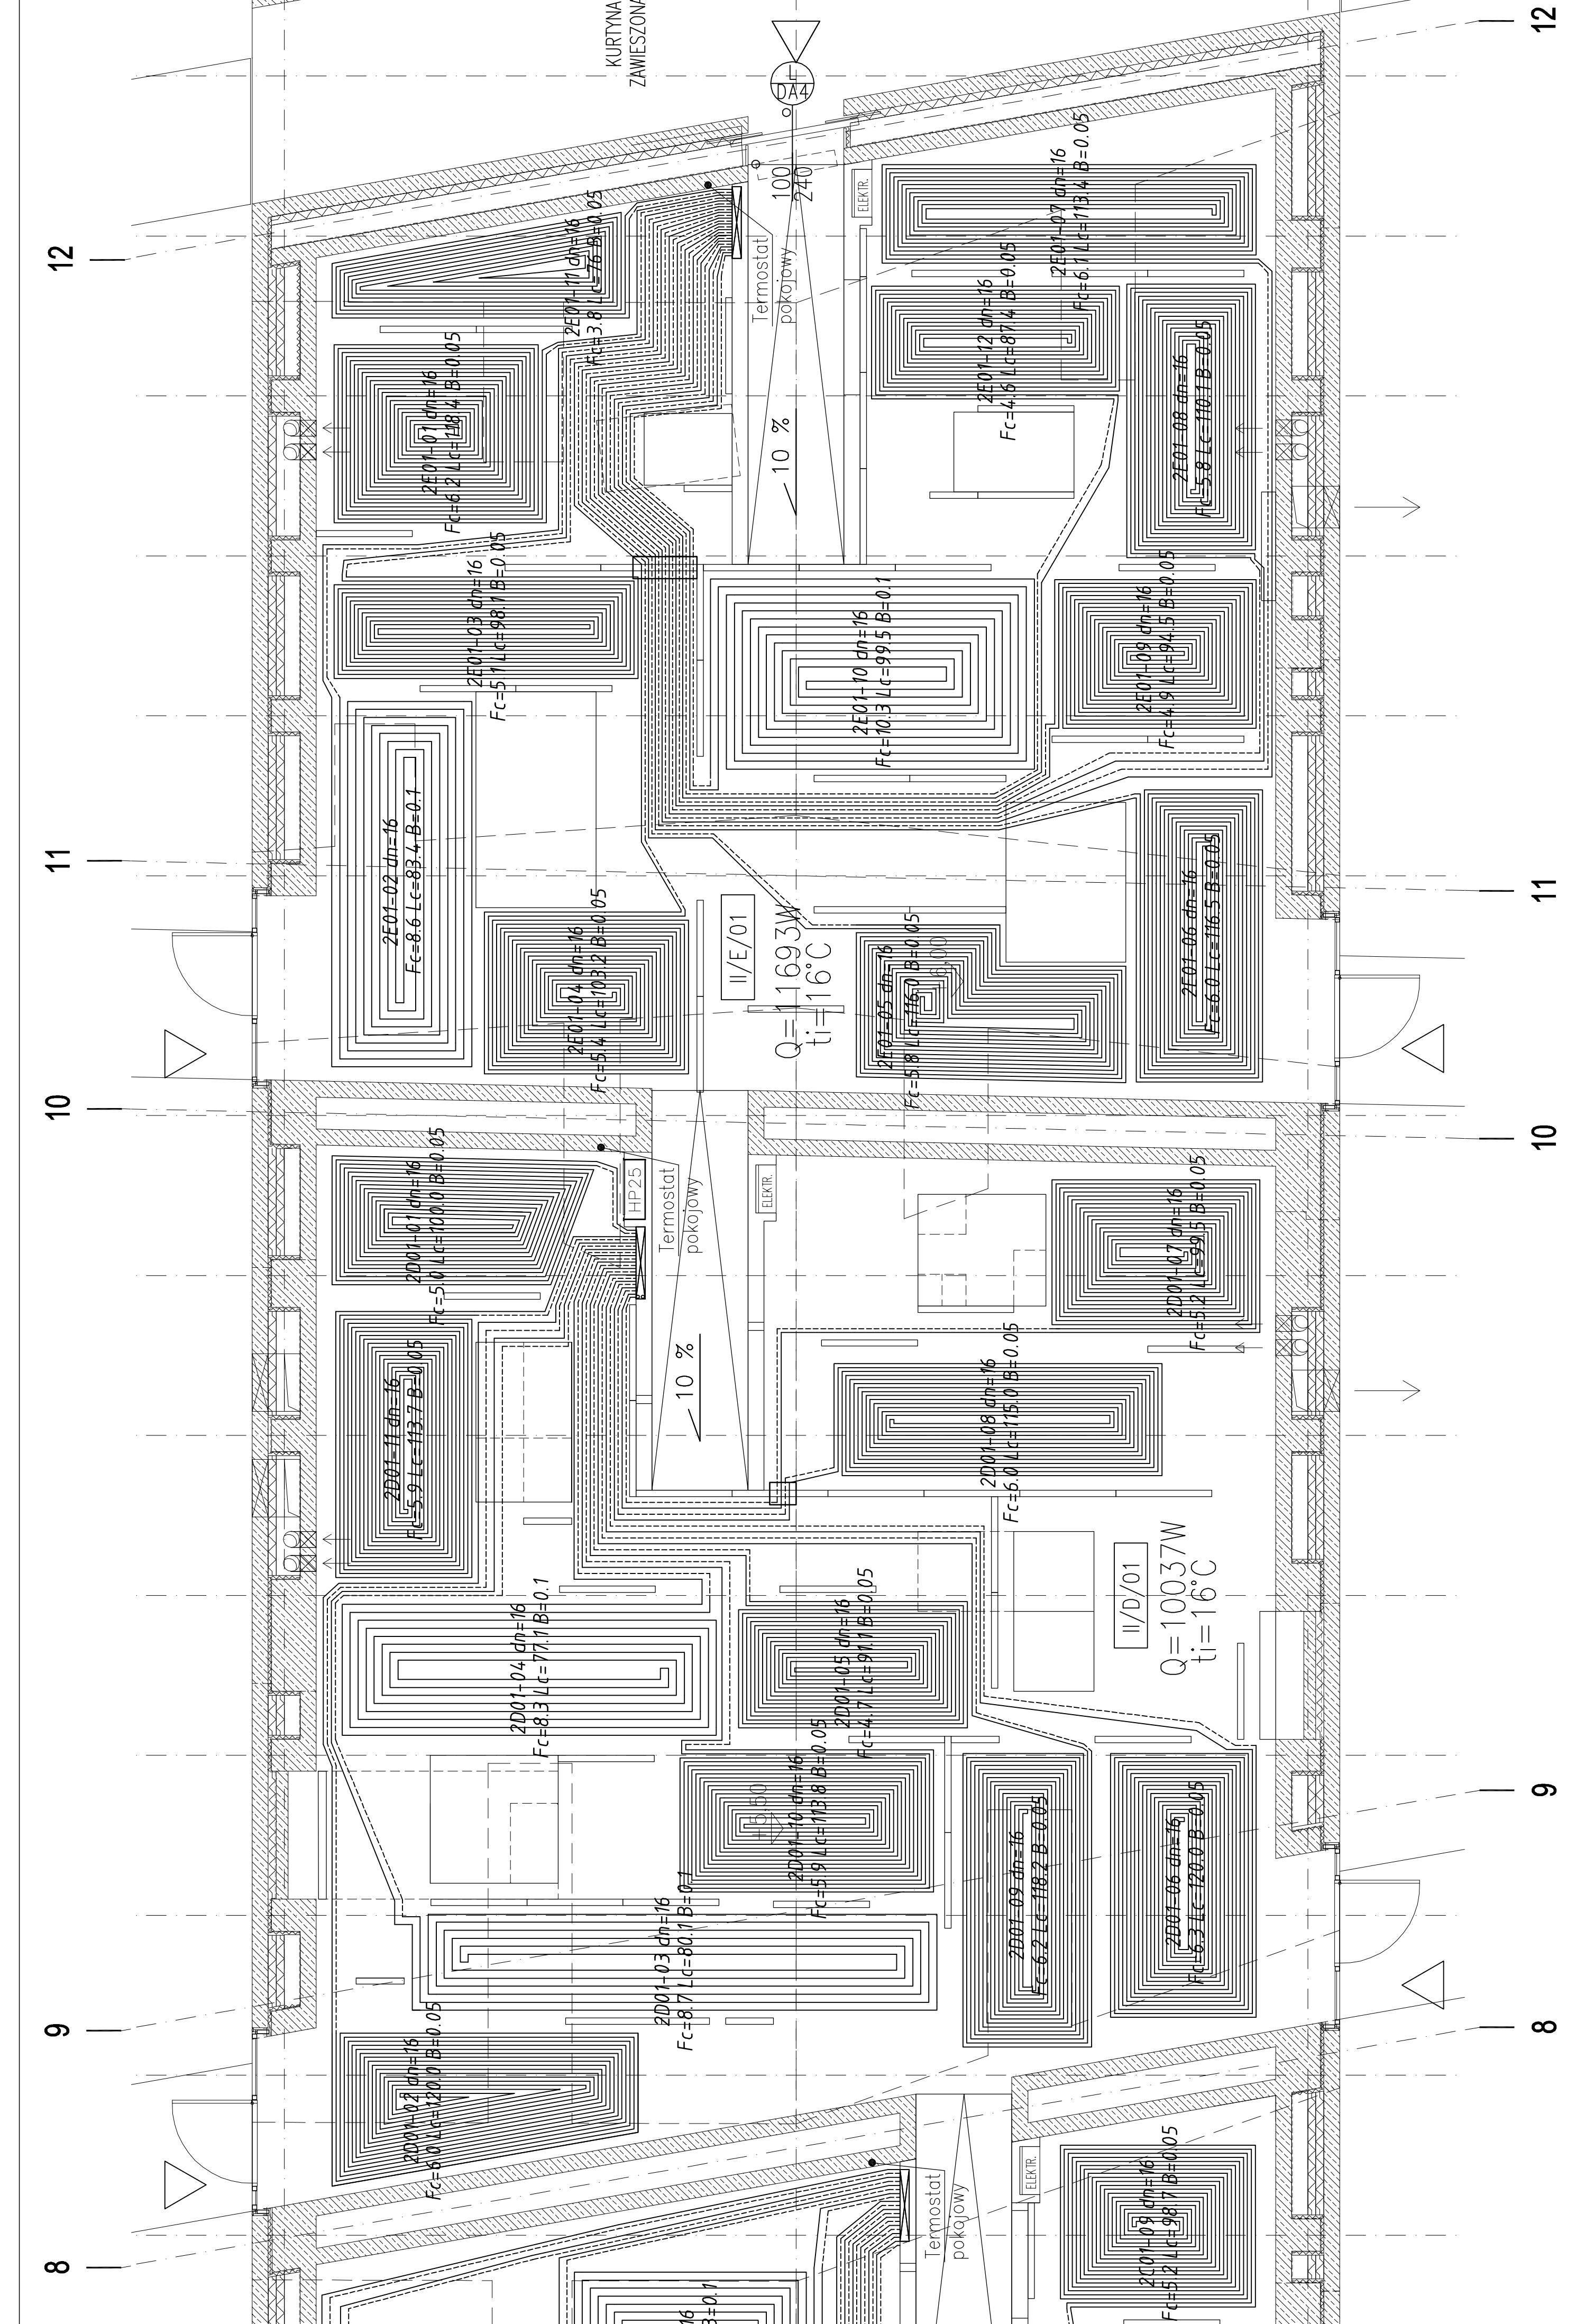 12
KURTYNA
ZAWIESZONA
L
DA4
12
100
240
ELEKTR.
Termostat
pokojowy
2E01-11 dn=16
Fc=3.8 Lc=76 B=0.05
2E01-07 dn=16
Fc=6.1 Lc=113.4 B=0.05
2E01-01 dn=16
Fc=6.2 Lc=118.4 B=0.05
2E01-12 dn=16
Fc=4.6 Lc=87.4 B=0.05
2E01-08 dn=16
Fc=5.8 Lc=110.1 B=0.05
10 %
2E01-03 dn=16
Fc=5.1 Lc=98.1 B=0.05
2E01-10 dn=16
Fc=10.3 Lc=99.5 B=0.1
2E01-09 dn=16
Fc=4.9 Lc=94.5 B=0.05
11
2E01-02 dn=16
Fc=8.6 Lc=83.4 B=0.1
11
2E01-04 dn=16
Fc=5.4 Lc=103.2 B=0.05
II/E/01
Q=11693W
ti=16°C
2E01-05 dn=16
Fc=5.8 Lc=116.0 B=0.05
2E01-06 dn=16
Fc=6.0 Lc=116.5 B=0.05
10
10
2D01-01 dn=16
Fc=5.0 Lc=100.0 B=0.05
HP25
Termostat
pokojowy
ELEKTR.
2D01-07 dn=16
Fc=5.2 Lc=99.5 B=0.05
2D01-11 dn=16
Fc=5.9 Lc=113.7 B=0.05
10 %
2D01-08 dn=16
Fc=6.0 Lc=115.0 B=0.05
II/D/01
Q=10037W
ti=16°C
2D01-04 dn=16
Fc=8.3 Lc=77.1 B=0.1
2D01-05 dn=16
Fc=4.7 Lc=91.1 B=0.05
+5,50
2D01-10 dn=16
Fc=5.9 Lc=113.8 B=0.05
9
2D01-09 dn=16
Fc=6.2 Lc=118.2 B=0.05
2D01-06 dn=16
Fc=6.3 Lc=120.0 B=0.05
2D01-03 dn=16
Fc=8.7 Lc=80.1 B=0.1
9
8
2D01-02 dn=16
Fc=6.0 Lc=120.0 B=0.05
ELEKTR.
Termostat
pokojowy
2C01-09 dn=16
Fc=5.2 Lc=98.7 B=0.05
8
16
B=0.1